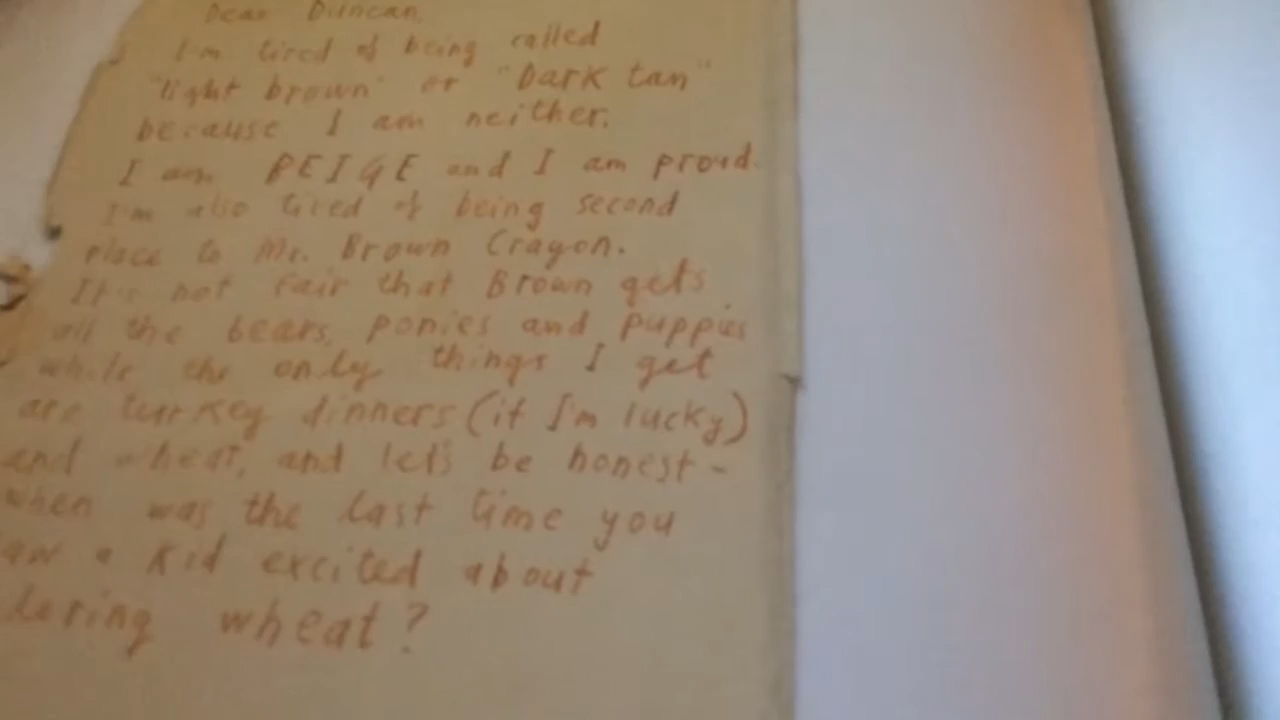 Dear Duncan,
I'm tired of being called
"light brown" or "Dark tan"
because I am neither.
I am BEIGE and I am proud.
I'm also tired of being second
place to Mr. Brown Crayon.
It's not fair that Brown gets
all the bears, ponies and puppies
while the only things I get
are turkey dinners (if I'm lucky)
and wheat, and let's be honest -
when was the last time you
aw a kid excited about
loring wheat?